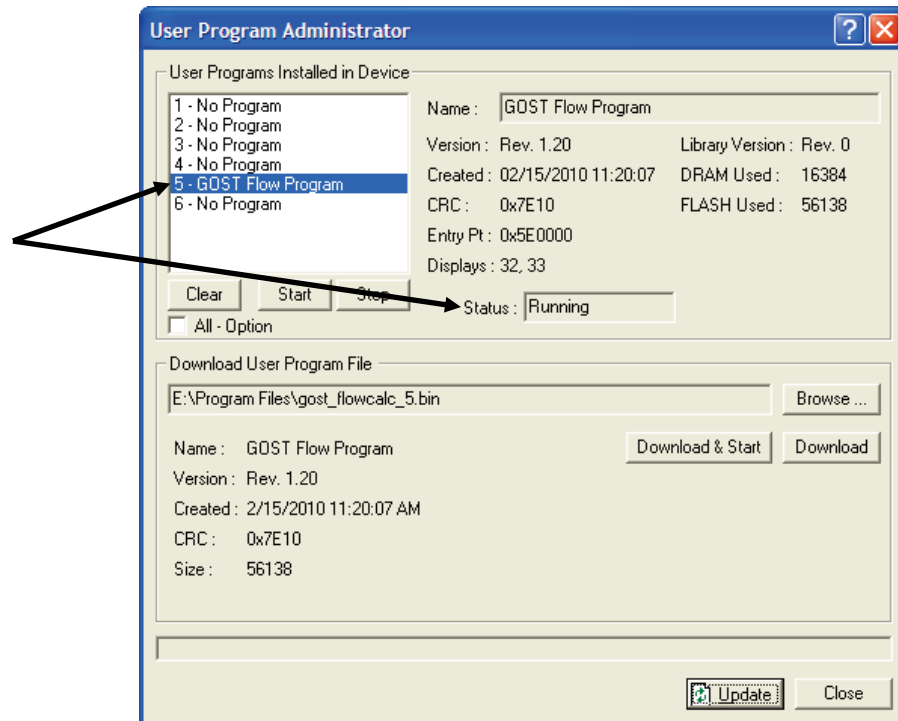 User Program Administrator
User Programs Installed in Device
1 - No Program
2 - No Program
3 - No Program
4 - No Program
5 - GOST Flow Program
6 - No Program
Clear Start Stop
All - Option
Name : GOST Flow Program
Version : Rev. 1.20 Library Version : Rev. 0
Created : 02/15/2010 11:20:07 DRAM Used : 16384
CRC : 0x7E10 FLASH Used : 56138
Entry Pt : 0x5E0000
Displays : 32, 33
Status : Running
Download User Program File
E:\Program Files\gost_flowcalc_5.bin Browse ...
Name : GOST Flow Program Download & Start Download
Version : Rev. 1.20
Created : 2/15/2010 11:20:07 AM
CRC : 0x7E10
Size : 56138
Update Close